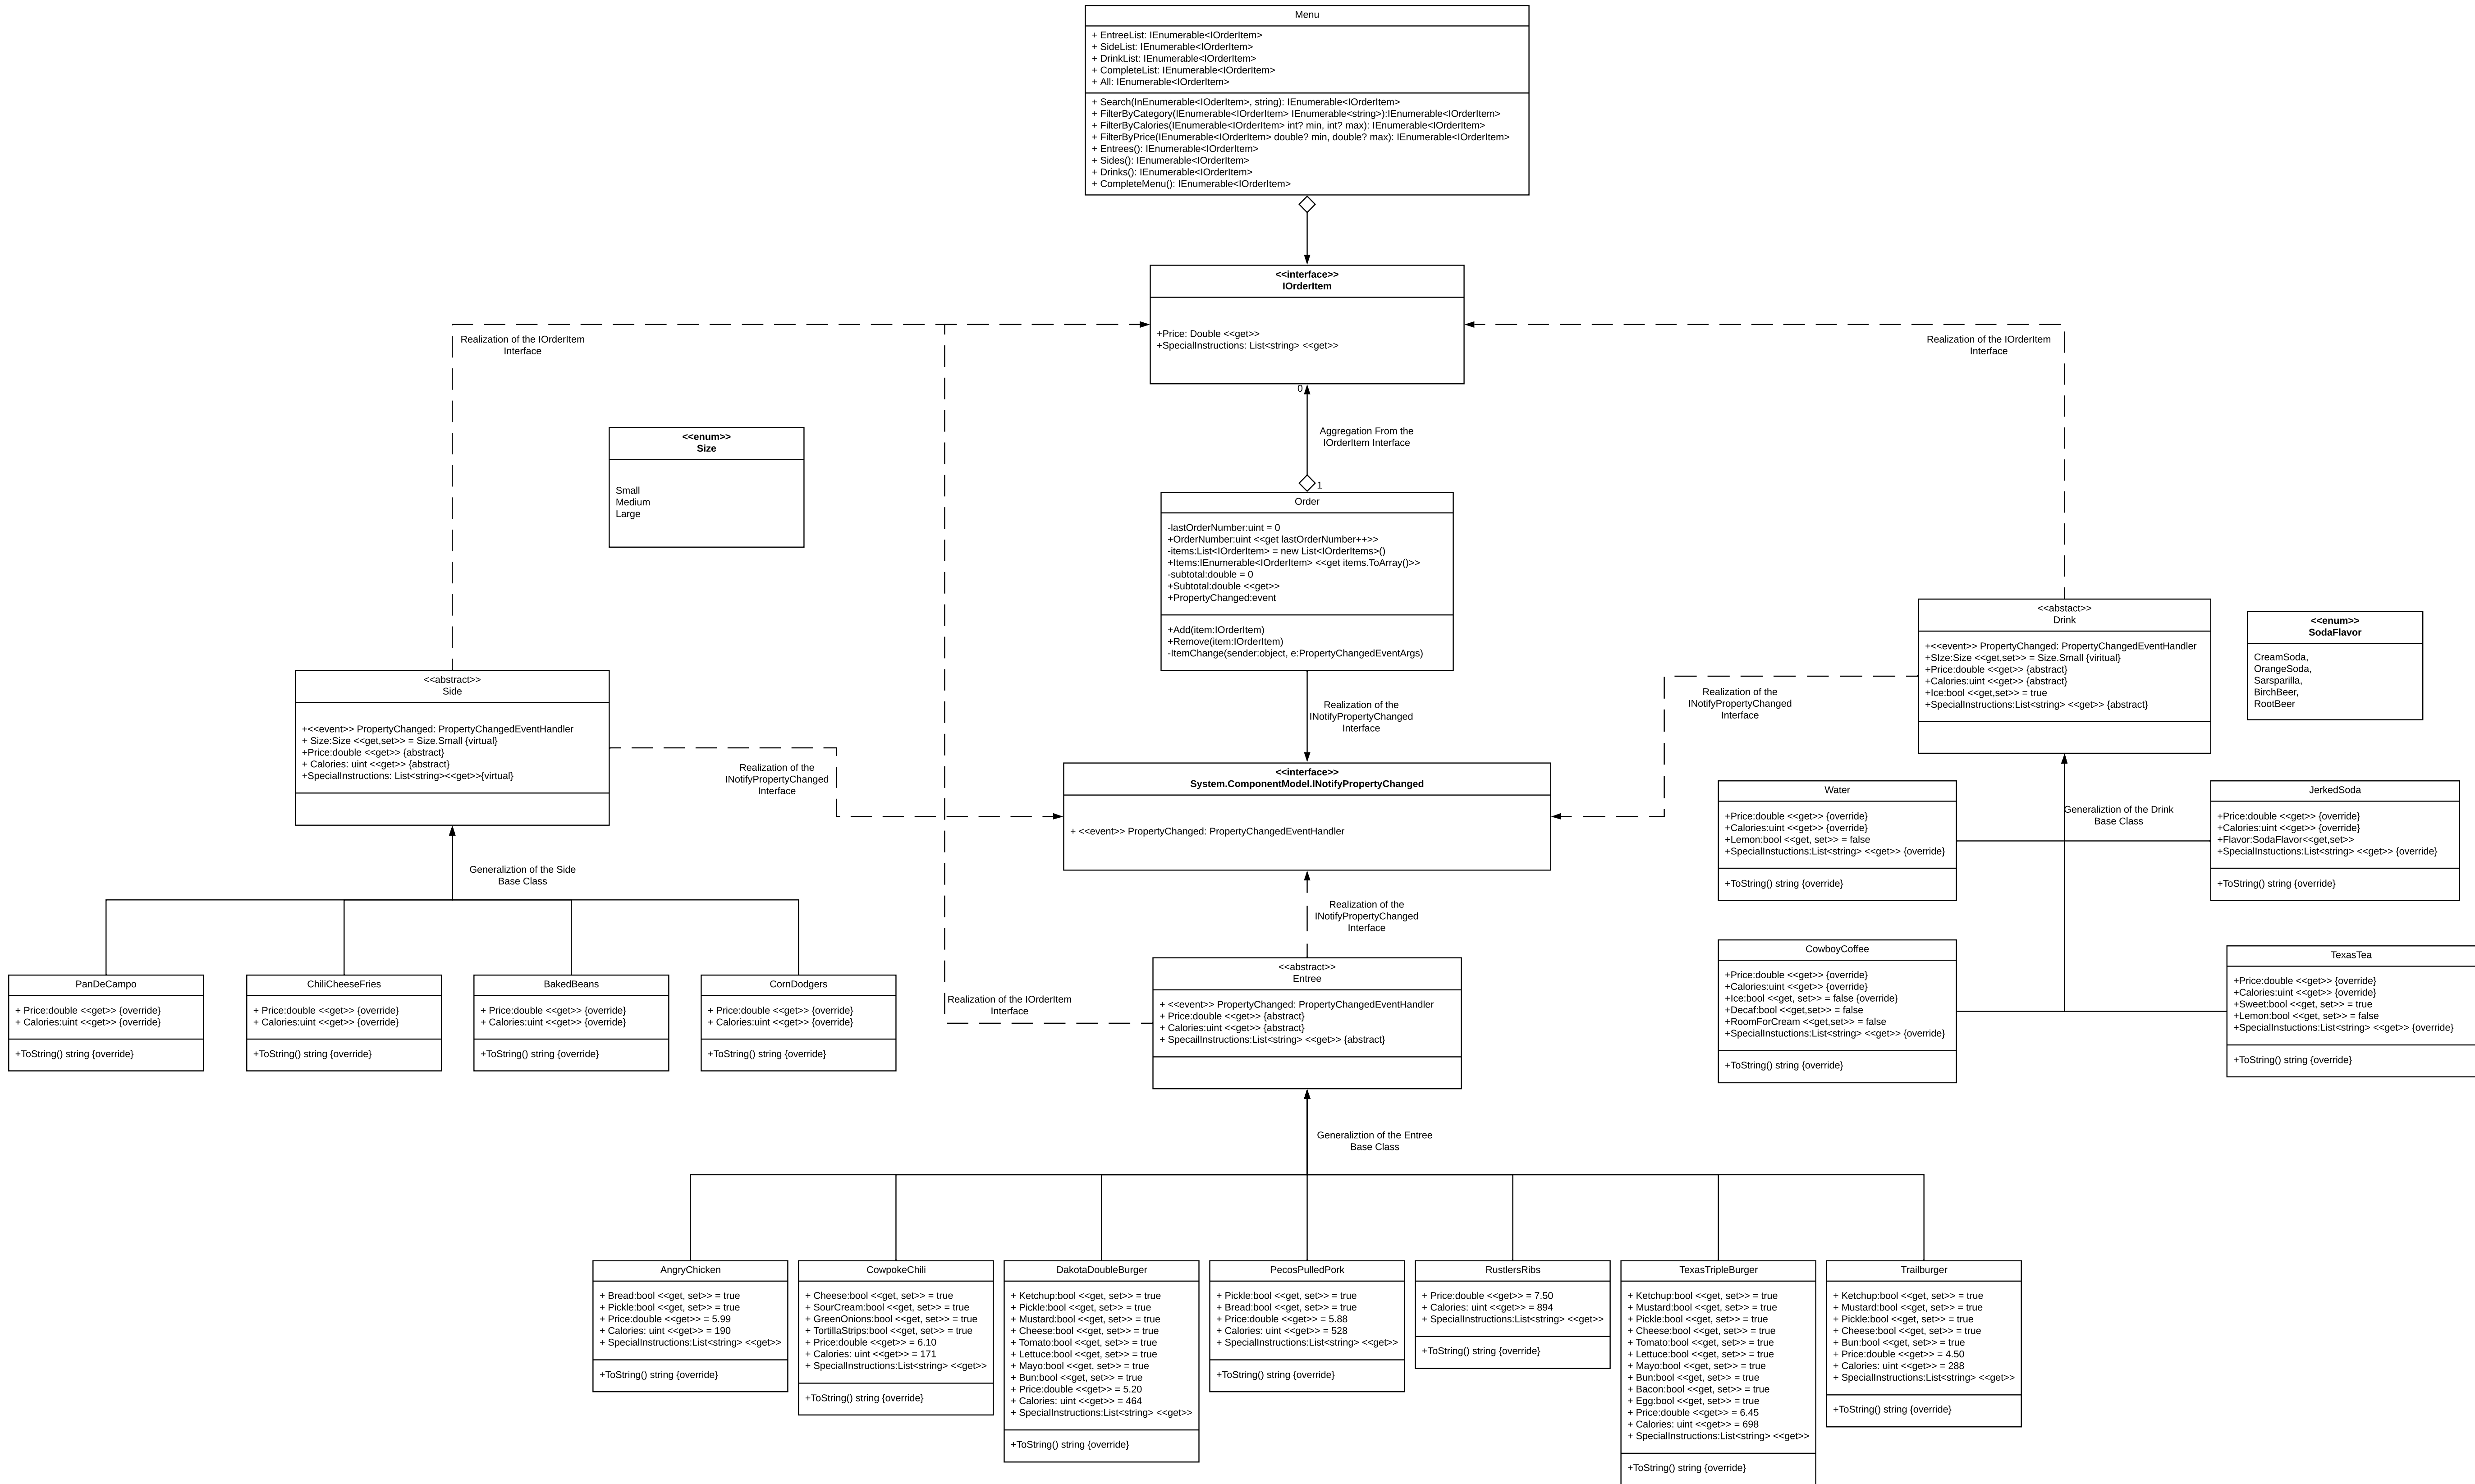 Menu
+ EntreeList: IEnumerable<IOrderItem>
+ SideList: IEnumerable<IOrderItem>
+ DrinkList: IEnumerable<IOrderItem>
+ CompleteList: IEnumerable<IOrderItem>
+ All: IEnumerable<IOrderItem>
+ Search(InEnumerable<IOderItem>, string): IEnumerable<IOrderItem>
+ FilterByCategory(IEnumerable<IOrderItem> IEnumerable<string>):IEnumerable<IOrderItem>
+ FilterByCalories(IEnumerable<IOrderItem> int? min, int? max): IEnumerable<IOrderItem>
+ FilterByPrice(IEnumerable<IOrderItem> double? min, double? max): IEnumerable<IOrderItem>
+ Entrees(): IEnumerable<IOrderItem>
+ Sides(): IEnumerable<IOrderItem>
+ Drinks(): IEnumerable<IOrderItem>
+ CompleteMenu(): IEnumerable<IOrderItem>
<<interface>>
IOrderItem
+Price: Double <<get>>
+SpecialInstructions: List<string> <<get>>
Realization of the IOrderItem
Interface
Realization of the IOrderItem
Interface
0
Aggregation From the
IOrderItem Interface
1
<<enum>>
Size
Small
Medium
Large
Order
-lastOrderNumber:uint = 0
+OrderNumber:uint <<get lastOrderNumber++>>
-items:List<IOrderItem> = new List<IOrderItems>()
+Items:IEnumerable<IOrderItem> <<get items.ToArray()>>
-subtotal:double = 0
+Subtotal:double <<get>>
+PropertyChanged:event
+Add(item:IOrderItem)
+Remove(item:IOrderItem)
-ItemChange(sender:object, e:PropertyChangedEventArgs)
<<abstact>>
Drink
+<<event>> PropertyChanged: PropertyChangedEventHandler
+SIze:Size <<get,set>> = Size.Small {virtual}
+Price:double <<get>> {abstract}
+Calories:uint <<get>> {abstract}
+Ice:bool <<get,set>> = true
+SpecialInstructions:List<string> <<get>> {abstract}
<<enum>>
SodaFlavor
CreamSoda,
OrangeSoda,
Sarsparilla,
BirchBeer,
RootBeer
<<abstract>>
Side
+<<event>> PropertyChanged: PropertyChangedEventHandler
+ Size:Size <<get,set>> = Size.Small {virtual}
+Price:double <<get>> {abstract}
+ Calories: uint <<get>> {abstract}
+SpecialInstructions: List<string><<get>>{virtual}
Realization of the
INotifyPropertyChanged
Interface
Realization of the
INotifyPropertyChanged
Interface
Realization of the
INotifyPropertyChanged
Interface
<<interface>>
System.ComponentModel.INotifyPropertyChanged
+ <<event>> PropertyChanged: PropertyChangedEventHandler
Water
+Price:double <<get>> {override}
+Calories:uint <<get>> {override}
+Lemon:bool <<get, set>> = false
+SpecialInstuctions:List<string> <<get>> {override}
+ToString() string {override}
Generaliztion of the Drink
Base Class
JerkedSoda
+Price:double <<get>> {override}
+Calories:uint <<get>> {override}
+Flavor:SodaFlavor<<get,set>>
+SpecialInstuctions:List<string> <<get>> {override}
+ToString() string {override}
Generaliztion of the Side
Base Class
Realization of the
INotifyPropertyChanged
Interface
CowboyCoffee
+Price:double <<get>> {override}
+Calories:uint <<get>> {override}
+Ice:bool <<get, set>> = false {override}
+Decaf:bool <<get,set>> = false
+RoomForCream <<get,set>> = false
+SpecialInstuctions:List<string> <<get>> {override}
+ToString() string {override}
TexasTea
+Price:double <<get>> {override}
+Calories:uint <<get>> {override}
+Sweet:bool <<get, set>> = true
+Lemon:bool <<get, set>> = false
+SpecialInstuctions:List<string> <<get>> {override}
+ToString() string {override}
PanDeCampo
+ Price:double <<get>> {override}
+ Calories:uint <<get>> {override}
+ToString() string {override}
ChiliCheeseFries
+ Price:double <<get>> {override}
+ Calories:uint <<get>> {override}
+ToString() string {override}
BakedBeans
+ Price:double <<get>> {override}
+ Calories:uint <<get>> {override}
+ToString() string {override}
CornDodgers
+ Price:double <<get>> {override}
+ Calories:uint <<get>> {override}
+ToString() string {override}
Realization of the IOrderItem
Interface
<<abstract>>
Entree
+ <<event>> PropertyChanged: PropertyChangedEventHandler
+ Price:double <<get>> {abstract}
+ Calories:uint <<get>> {abstract}
+ SpecailInstructions:List<string> <<get>> {abstract}
Generaliztion of the Entree
Base Class
AngryChicken
+ Bread:bool <<get, set>> = true
+ Pickle:bool <<get, set>> = true
+ Price:double <<get>> = 5.99
+ Calories: uint <<get>> = 190
+ SpecialInstructions:List<string> <<get>>
+ToString() string {override}
CowpokeChili
+ Cheese:bool <<get, set>> = true
+ SourCream:bool <<get, set>> = true
+ GreenOnions:bool <<get, set>> = true
+ TortillaStrips:bool <<get, set>> = true
+ Price:double <<get>> = 6.10
+ Calories: uint <<get>> = 171
+ SpecialInstructions:List<string> <<get>>
+ToString() string {override}
DakotaDoubleBurger
+ Ketchup:bool <<get, set>> = true
+ Pickle:bool <<get, set>> = true
+ Mustard:bool <<get, set>> = true
+ Cheese:bool <<get, set>> = true
+ Tomato:bool <<get, set>> = true
+ Lettuce:bool <<get, set>> = true
+ Mayo:bool <<get, set>> = true
+ Bun:bool <<get, set>> = true
+ Price:double <<get>> = 5.20
+ Calories: uint <<get>> = 464
+ SpecialInstructions:List<string> <<get>>
+ToString() string {override}
PecosPulledPork
+ Pickle:bool <<get, set>> = true
+ Bread:bool <<get, set>> = true
+ Price:double <<get>> = 5.88
+ Calories: uint <<get>> = 528
+ SpecialInstructions:List<string> <<get>>
+ToString() string {override}
RustlersRibs
+ Price:double <<get>> = 7.50
+ Calories: uint <<get>> = 894
+ SpecialInstructions:List<string> <<get>>
+ToString() string {override}
TexasTripleBurger
+ Ketchup:bool <<get, set>> = true
+ Mustard:bool <<get, set>> = true
+ Pickle:bool <<get, set>> = true
+ Cheese:bool <<get, set>> = true
+ Tomato:bool <<get, set>> = true
+ Lettuce:bool <<get, set>> = true
+ Mayo:bool <<get, set>> = true
+ Bun:bool <<get, set>> = true
+ Bacon:bool <<get, set>> = true
+ Egg:bool <<get, set>> = true
+ Price:double <<get>> = 6.45
+ Calories: uint <<get>> = 698
+ SpecialInstructions:List<string> <<get>>
+ToString() string {override}
Trailburger
+ Ketchup:bool <<get, set>> = true
+ Mustard:bool <<get, set>> = true
+ Pickle:bool <<get, set>> = true
+ Cheese:bool <<get, set>> = true
+ Bun:bool <<get, set>> = true
+ Price:double <<get>> = 4.50
+ Calories: uint <<get>> = 288
+ SpecialInstructions:List<string> <<get>>
+ToString() string {override}